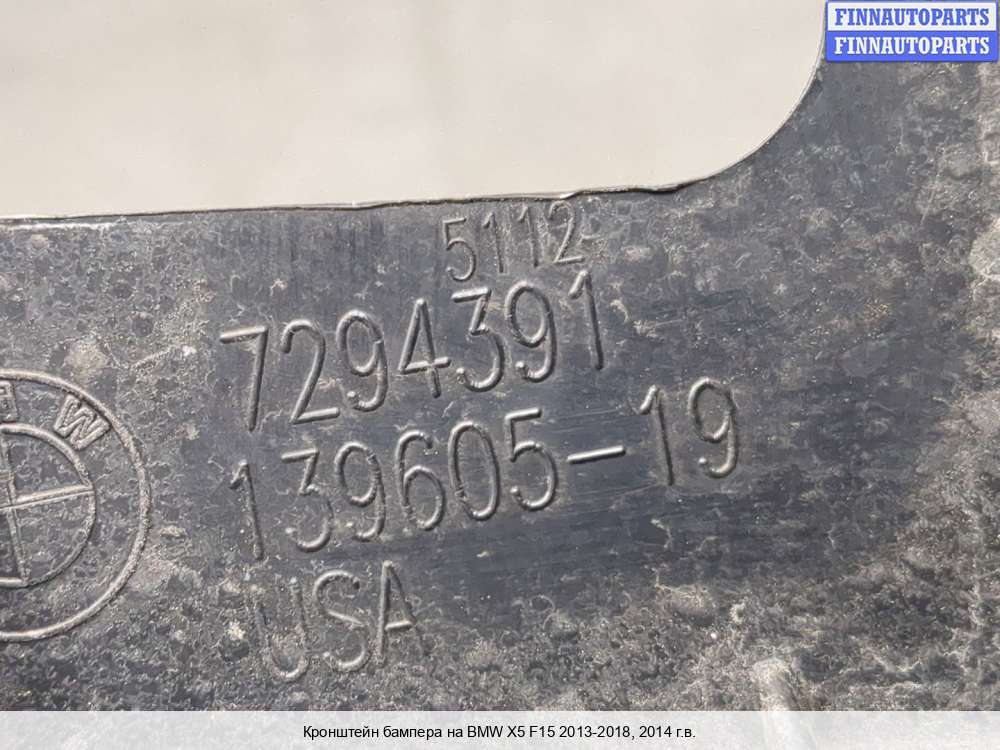 FINNAUTOPARTS
FINNAUTOPARTS
5112
7294391
139605-19
USA
Кронштейн бампера на BMW X5 F15 2013-2018, 2014 г.в.